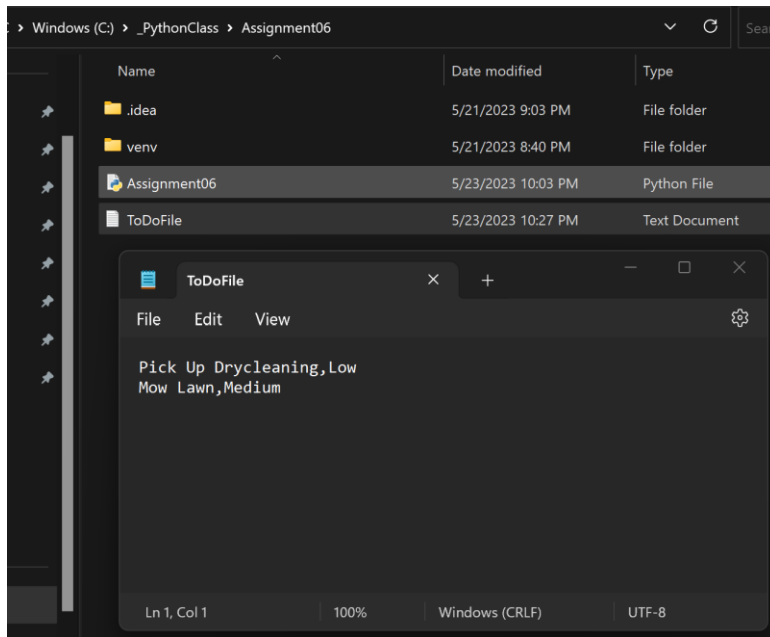 Windows (C:) > _PythonClass > Assignment06
Name Date modified Type
.idea 5/21/2023 9:03 PM File folder
venv 5/21/2023 8:40 PM File folder
Assignment06 5/23/2023 10:03 PM Python File
ToDoFile 5/23/2023 10:27 PM Text Document
ToDoFile
File Edit View
Pick Up Drycleaning,Low
Mow Lawn,Medium
Ln 1, Col 1 100% Windows (CRLF) UTF-8